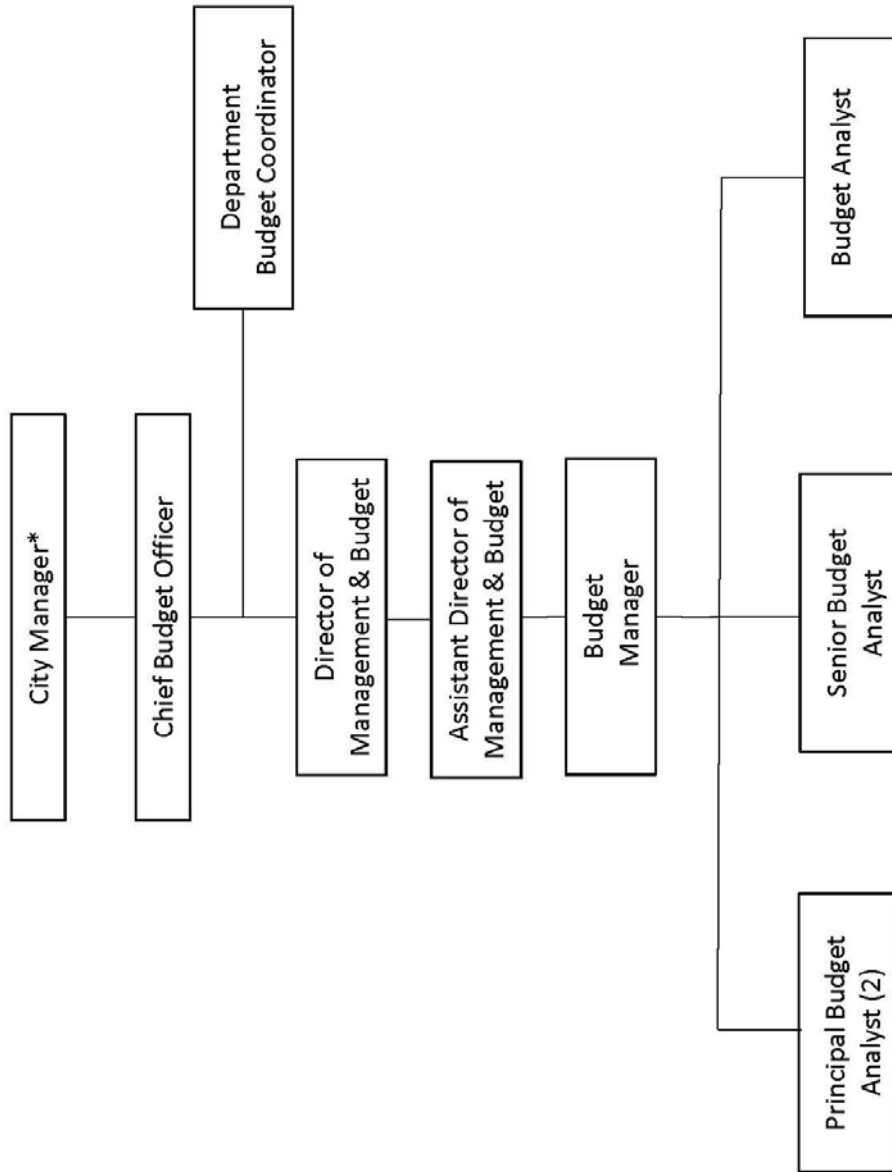 City Manager*
Chief Budget Officer
Department
Budget Coordinator
Director of
Management & Budget
Assistant Director of
Management & Budget
Budget
Manager
Principal Budget
Analyst (2)
Senior Budget
Analyst
Budget Analyst